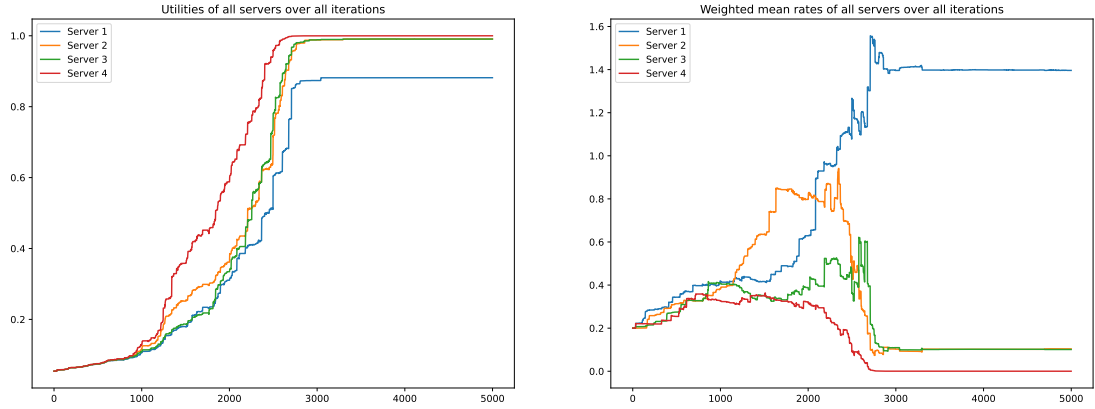 Utilities of all servers over all iterations
1.0
0.8
0.6
0.4
0.2
Server 1
Server 2
Server 3
Server 4
0
1000
2000
3000
4000
5000
Weighted mean rates of all servers over all iterations
1.6
1.4
1.2
1.0
0.8
0.6
0.4
0.2
0.0
Server 1
Server 2
Server 3
Server 4
0
1000
2000
3000
4000
5000